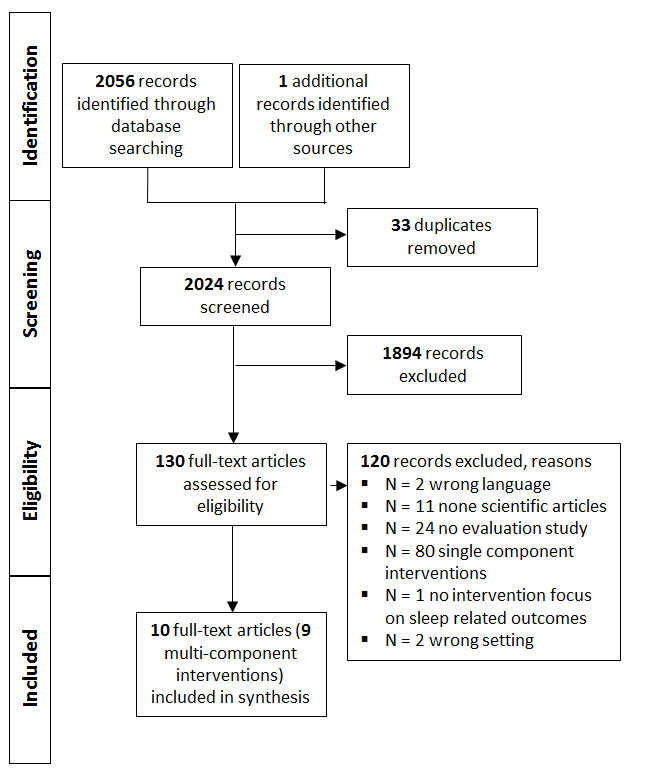 Identification
2056 records
identified through
database
searching
1 additional
records identified
through other
sources
33 duplicates
removed
Screening
2024 records
screened
1894 records
excluded
Eligibility
130 full-text articles
assessed for
eligibility
120 records excluded, reasons
▪ N = 2 wrong language
▪ N = 11 none scientific articles
▪ N = 24 no evaluation study
▪ N = 80 single component
interventions
▪ N = 1 no intervention focus
on sleep related outcomes
▪ N = 2 wrong setting
Included
10 full-text articles (9
multi-component
interventions)
included in synthesis